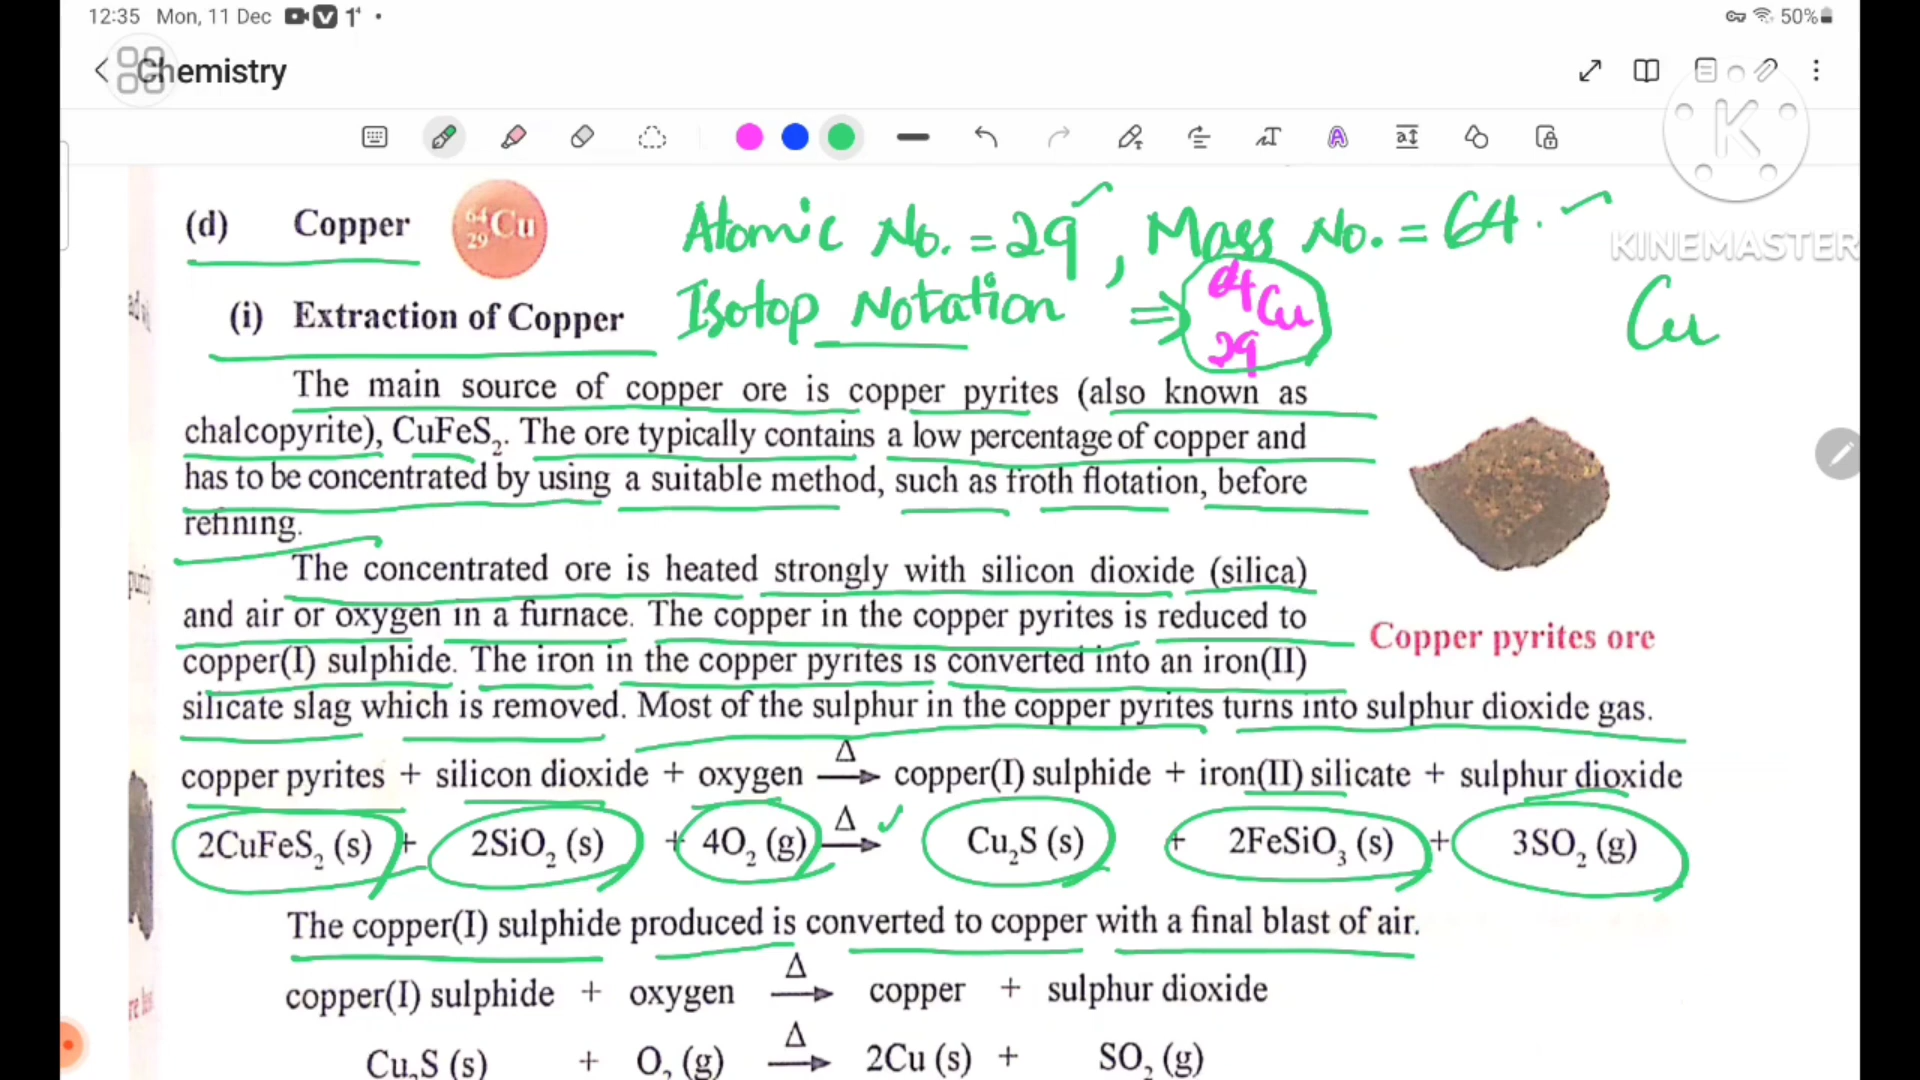 12:35 Mon, 11 Dec
50%
Chemistry
K
KINEMASTER
(d) Copper
64 29 Cu
Atomic No. = 29, Mass No. = 64.
Isotop Notation ⇒ 64 29 Cu
Cu
(i) Extraction of Copper
The main source of copper ore is copper pyrites (also known as
chalcopyrite), CuFeS₂. The ore typically contains a low percentage of copper and
has to be concentrated by using a suitable method, such as froth flotation, before
refining.
The concentrated ore is heated strongly with silicon dioxide (silica)
and air or oxygen in a furnace. The copper in the copper pyrites is reduced to
copper(I) sulphide. The iron in the copper pyrites is converted into an iron(II)
silicate slag which is removed. Most of the sulphur in the copper pyrites turns into sulphur dioxide gas.
Copper pyrites ore
copper pyrites + silicon dioxide + oxygen Δ→ copper(I) sulphide + iron(II) silicate + sulphur dioxide
2CuFeS₂ (s) + 2SiO₂ (s) + 4O₂ (g) Δ→ Cu₂S (s) + 2FeSiO₃ (s) + 3SO₂ (g)
The copper(I) sulphide produced is converted to copper with a final blast of air.
copper(I) sulphide + oxygen Δ→ copper + sulphur dioxide
Cu₂S (s) + O₂ (g) Δ→ 2Cu (s) + SO₂ (g)